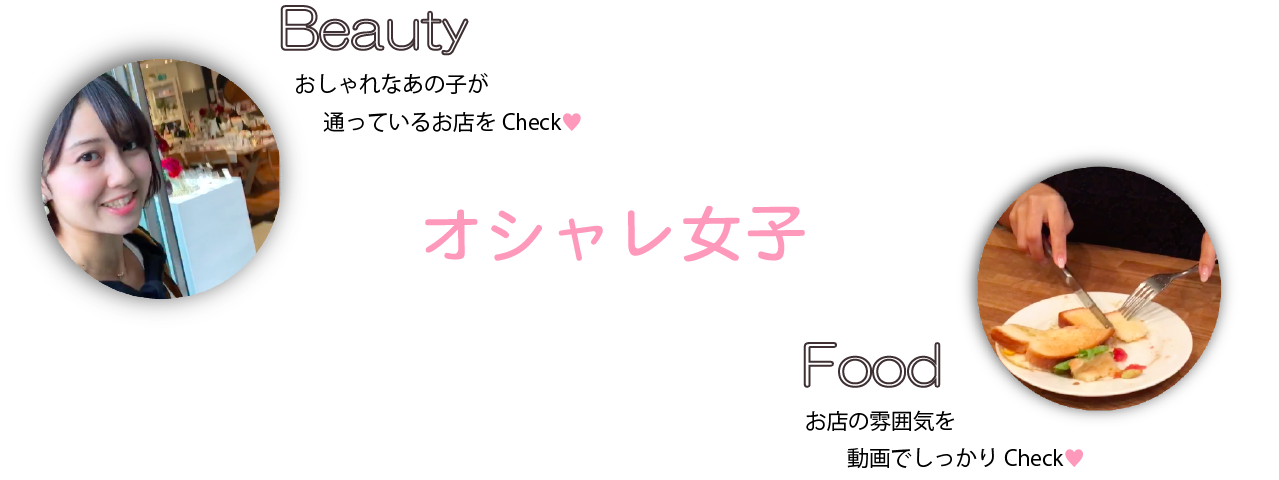 Beauty
おしゃれなあの子が
通っているお店を Check♥
オシャレ女子
Food
お店の雰囲気を
動画でしっかり Check♥